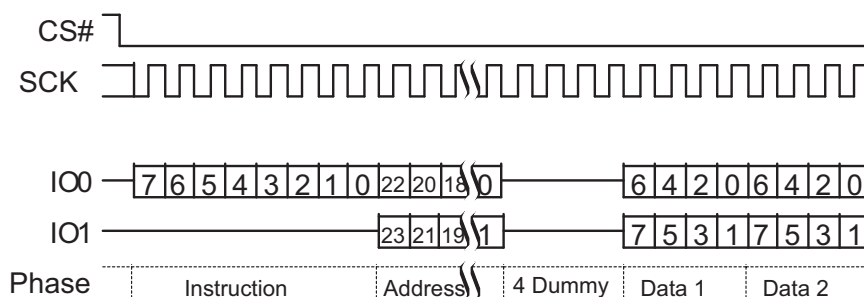 CS#
SCK
IO0 7 6 5 4 3 2 1 0 22 20 18 0 6 4 2 0 6 4 2 0
IO1 23 21 19 1 7 5 3 1 7 5 3 1
Phase Instruction Address 4 Dummy Data 1 Data 2